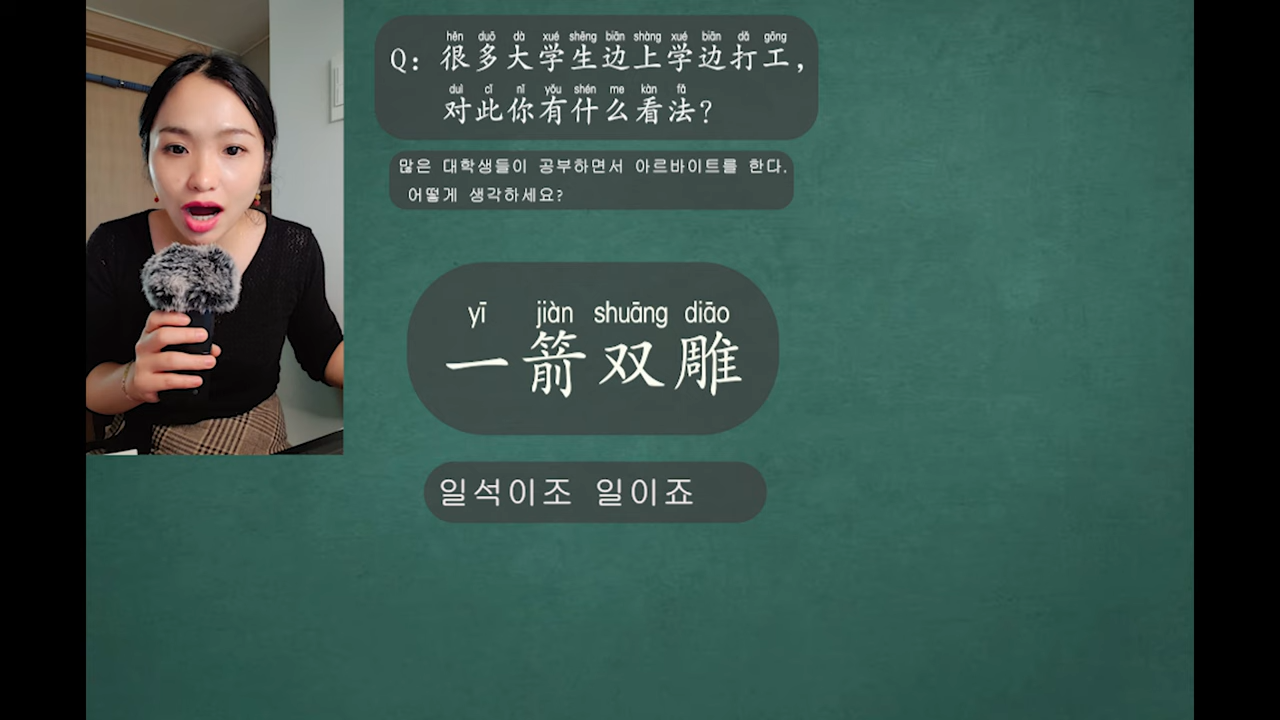 hěn duō dà xué shēng biān shàng xué biān dǎ gōng
Q: 很多大学生边上学边打工,
duì cǐ nǐ yǒu shén me kàn fǎ
对此你有什么看法?
많은 대학생들이 공부하면서 아르바이트를 한다.
어떻게 생각하세요?
yī jiàn shuāng diāo
一箭双雕
일석이조 일이죠